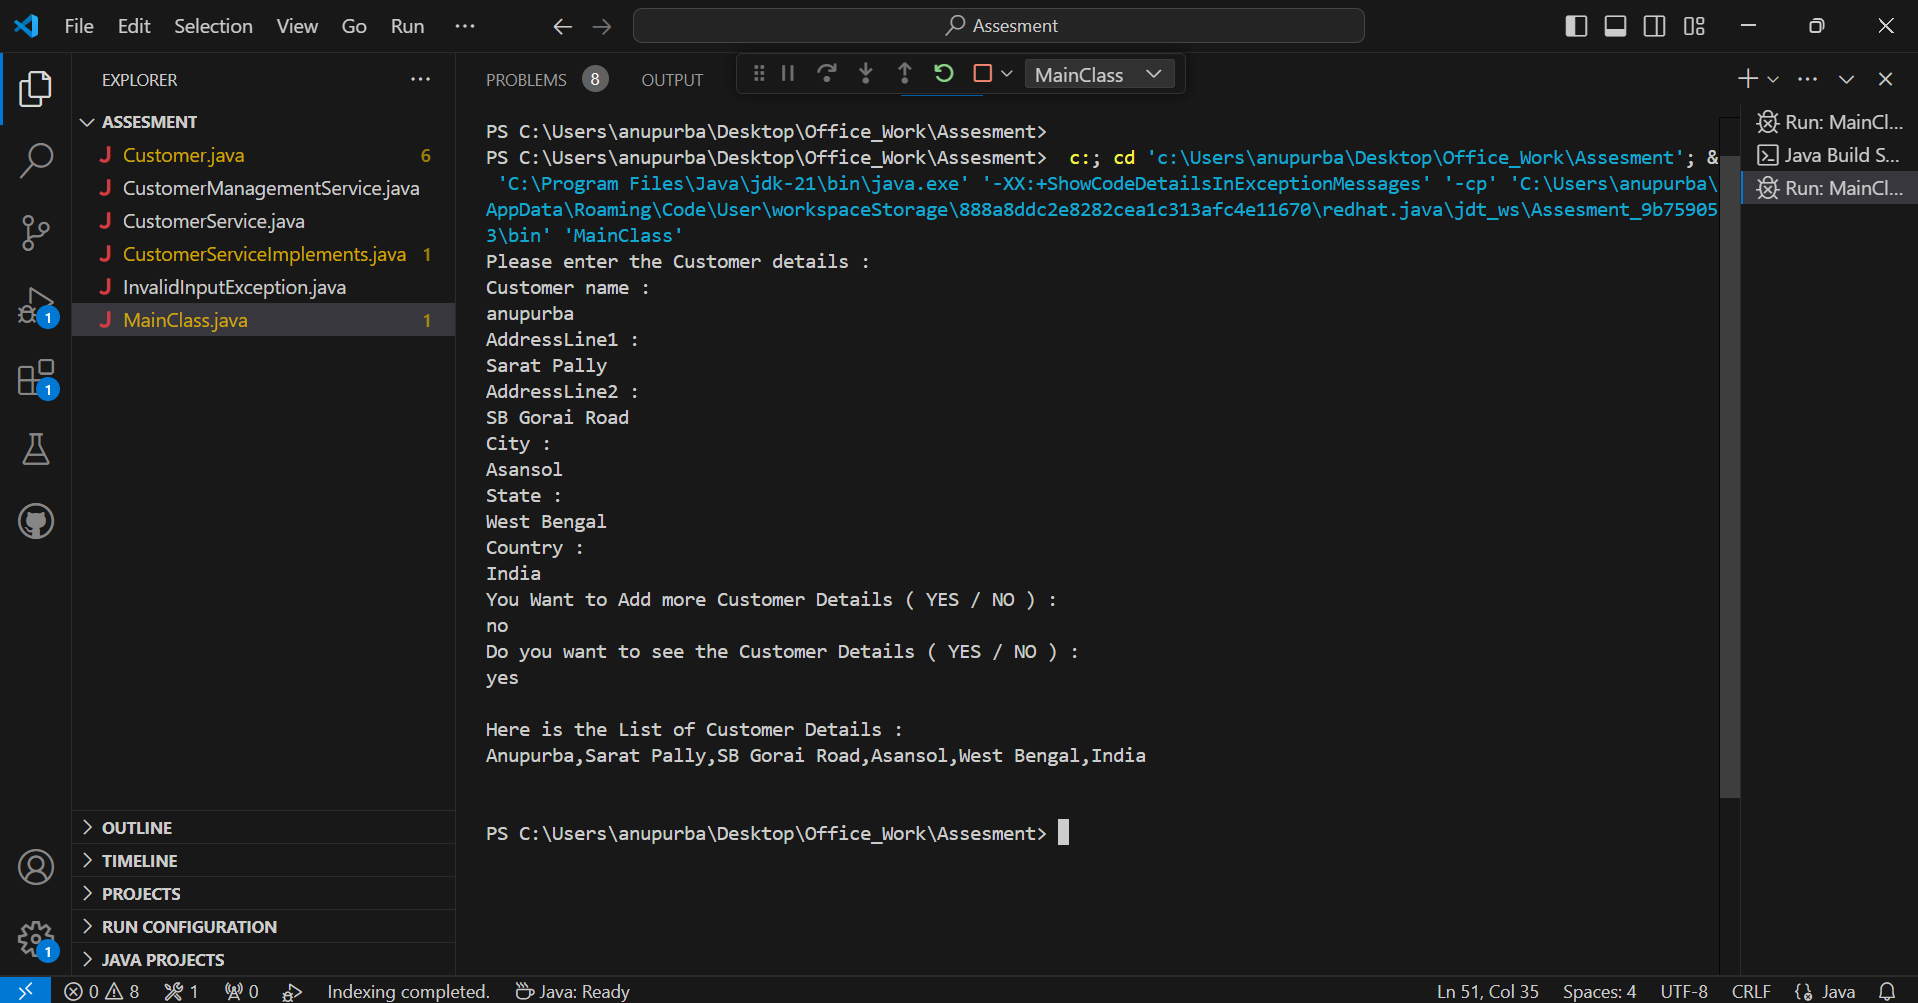 File Edit Selection View Go Run ··· Assesment
EXPLORER ···
ASSESMENT
Customer.java 6
CustomerManagementService.java
CustomerService.java
CustomerServiceImplements.java 1
InvalidInputException.java
MainClass.java 1
OUTLINE
TIMELINE
PROJECTS
RUN CONFIGURATION
JAVA PROJECTS
1
1
1
PROBLEMS 8 OUTPUT MainClass
PS C:\Users\anupurba\Desktop\Office_Work\Assesment>
PS C:\Users\anupurba\Desktop\Office_Work\Assesment>  c:; cd 'c:\Users\anupurba\Desktop\Office_Work\Assesment'; &
'C:\Program Files\Java\jdk-21\bin\java.exe' '-XX:+ShowCodeDetailsInExceptionMessages' '-cp' 'C:\Users\anupurba\
AppData\Roaming\Code\User\workspaceStorage\888a8ddc2e8282cea1c313afc4e11670\redhat.java\jdt_ws\Assesment_9b75905
3\bin' 'MainClass'
Please enter the Customer details :
Customer name :
anupurba
AddressLine1 :
Sarat Pally
AddressLine2 :
SB Gorai Road
City :
Asansol
State :
West Bengal
Country :
India
You Want to Add more Customer Details ( YES / NO ) :
no
Do you want to see the Customer Details ( YES / NO ) :
yes
Here is the List of Customer Details :
Anupurba,Sarat Pally,SB Gorai Road,Asansol,West Bengal,India
PS C:\Users\anupurba\Desktop\Office_Work\Assesment>
Run: MainCl...
Java Build S...
Run: MainCl...
0 8 1 0 Indexing completed. Java: Ready Ln 51, Col 35 Spaces: 4 UTF-8 CRLF Java